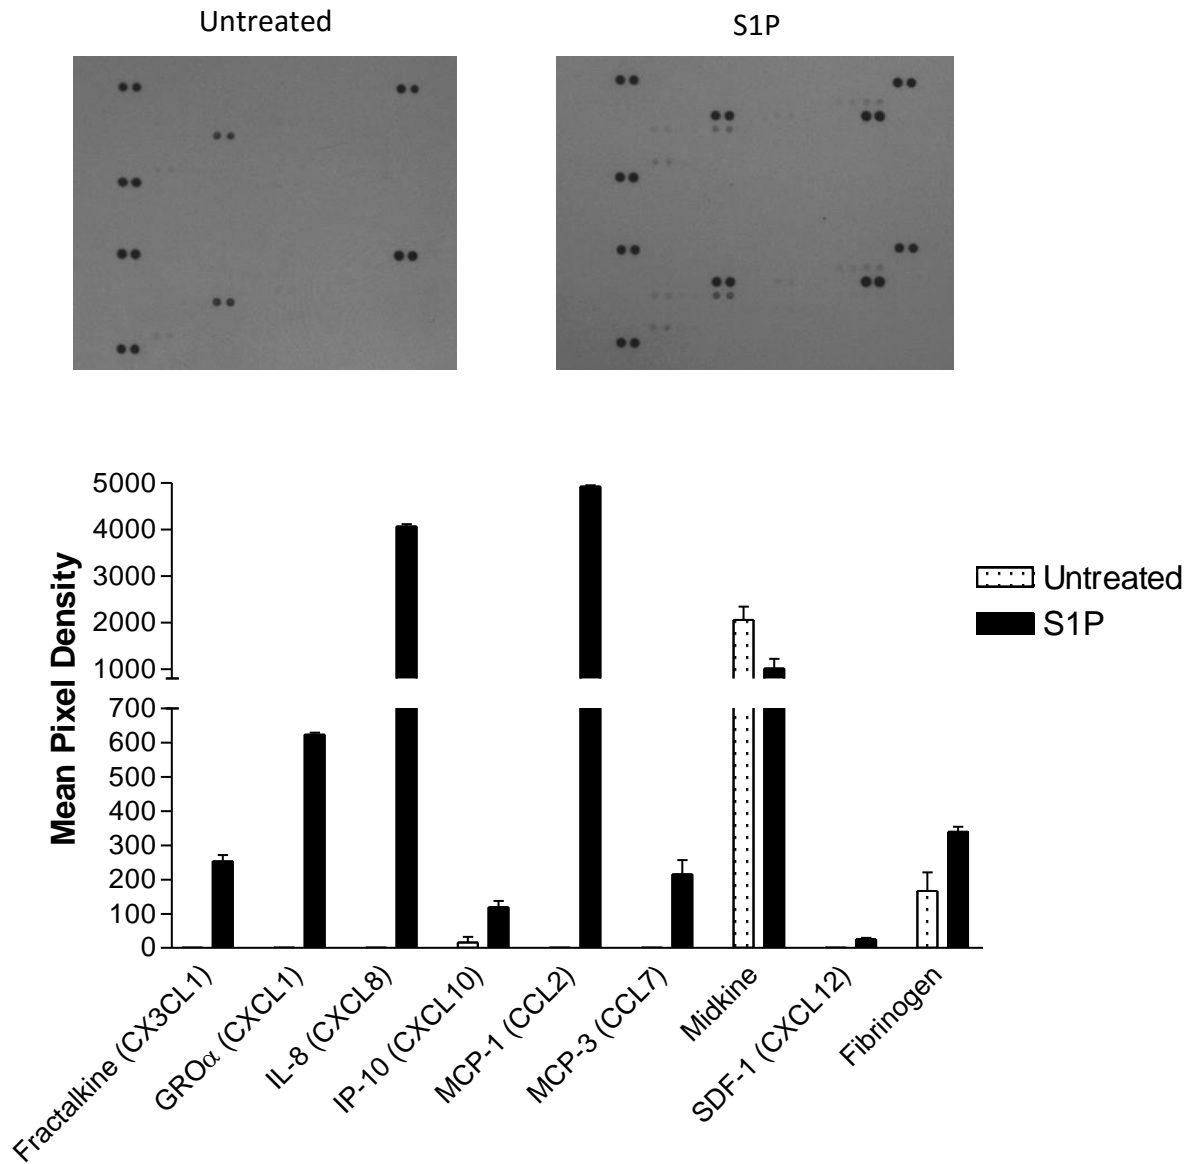 Untreated
S1P
5000
4000
3000
2000
1000
700
600
500
400
300
200
100
0
Mean Pixel Density
Untreated
S1P
Fractalkine (CX3CL1)
GROα (CXCL1)
IL-8 (CXCL8)
IP-10 (CXCL10)
MCP-1 (CCL2)
MCP-3 (CCL7)
Midkine
SDF-1 (CXCL12)
Fibrinogen